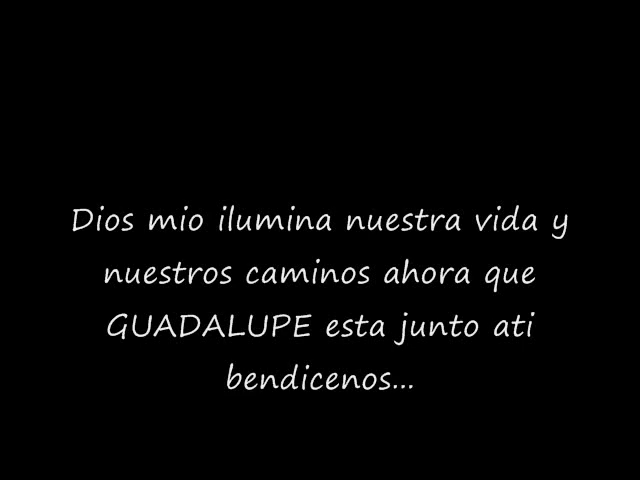 Dios mio ilumina nuestra vida y
nuestros caminos ahora que
GUADALUPE esta junto ati
bendicenos...